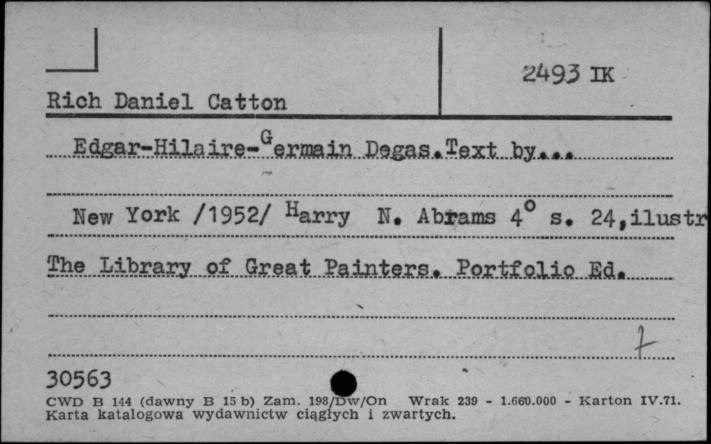 2493 IK
Rich Daniel Catton
Edgar-Hilaire-Germain Degas.Text by...
New York /1952/ Harry N. Abrams 4° s. 24,ilustr
The Library of Great Painters. Portfolio Ed.
30563
CWD B 144 (dawny B 15 b) Zam. 198/Dw/On Wrak 239 - 1.660.000 - Karton IV.71.
Karta katalogowa wydawnictw ciągłych i zwartych.